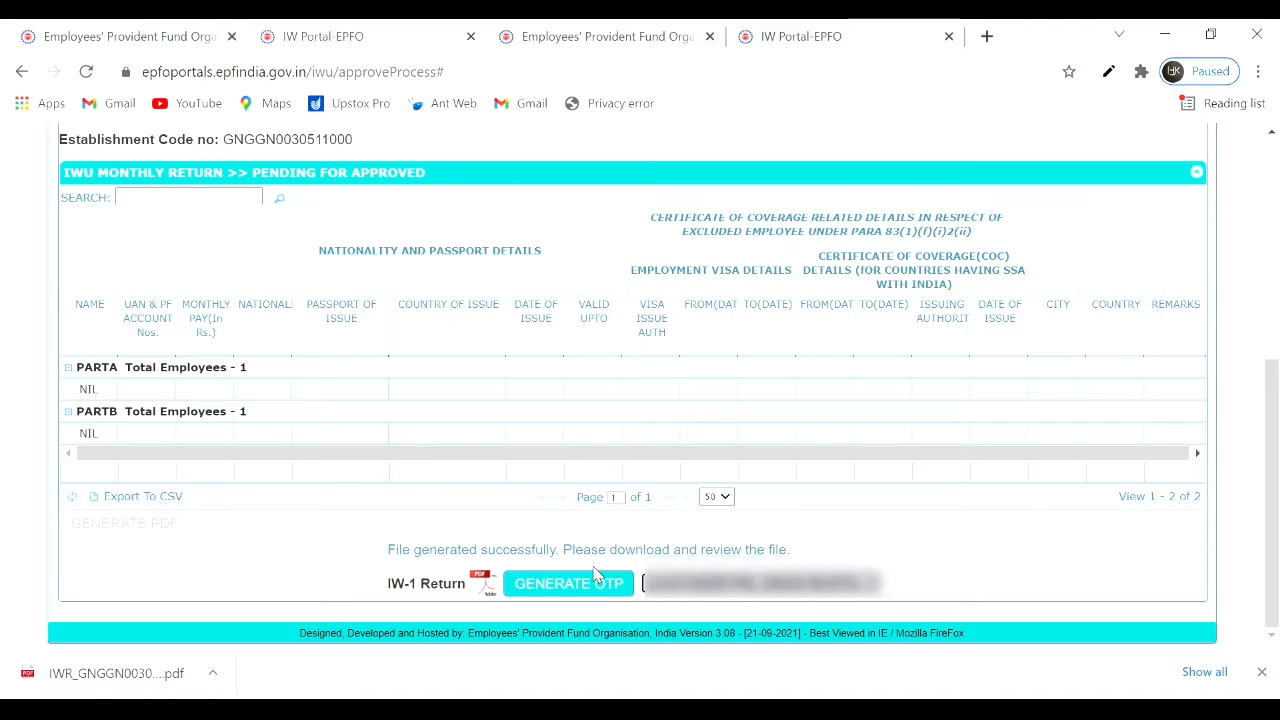 Employees' Provident Fund Orga
IW Portal-EPFO
Employees' Provident Fund Orga
IW Portal-EPFO
epfoportals.epfindia.gov.in/iwu/approveProcess#
Paused
Apps
Gmail
YouTube
Maps
Upstox Pro
Ant Web
Gmail
Privacy error
Reading list
Establishment Code no: GNGGN0030511000
IWU MONTHLY RETURN >> PENDING FOR APPROVED
SEARCH:
CERTIFICATE OF COVERAGE RELATED DETAILS IN RESPECT OF
EXCLUDED EMPLOYEE UNDER PARA 83(1)(f)(i)2(ii)
NATIONALITY AND PASSPORT DETAILS
EMPLOYMENT VISA DETAILS
CERTIFICATE OF COVERAGE(COC)
DETAILS (fOR COUNTRIES HAVING SSA
WITH INDIA)
NAME
UAN & PF
ACCOUNT
Nos.
MONTHLY
PAY(In
Rs.)
NATIONALI
PASSPORT OF
ISSUE
COUNTRY OF ISSUE
DATE OF
ISSUE
VALID
UPTO
VISA
ISSUE
AUTH
FROM(DAT
TO(DATE)
FROM(DAT
TO(DATE)
ISSUING
AUTHORIT
DATE OF
ISSUE
CITY
COUNTRY
REMARKS
PARTA Total Employees - 1
NIL
PARTB Total Employees - 1
NIL
Export To CSV
Page 1 of 1
50
View 1 - 2 of 2
GENERATE PDF
File generated successfully. Please download and review the file.
IW-1 Return
PDF
Adobe
GENERATE OTP
Designed, Developed and Hosted by: Employees' Provident Fund Organisation, India Version 3.08 - [21-09-2021] - Best Viewed in IE / Mozilla FireFox
IWR_GNGGN0030....pdf
Show all